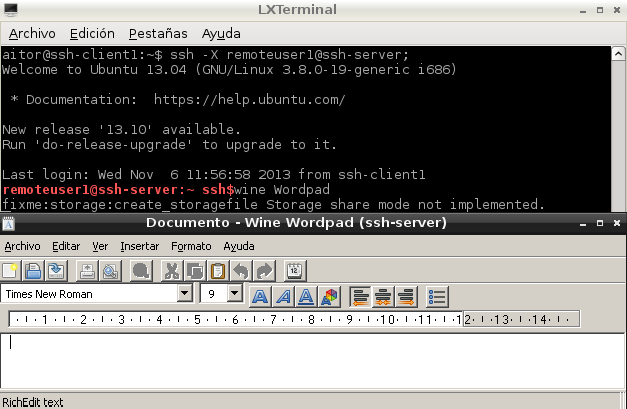 LXTerminal
Archivo Edición Pestañas Ayuda
aitor@ssh-client1:~$ ssh -X remoteuser1@ssh-server;
Welcome to Ubuntu 13.04 (GNU/Linux 3.8.0-19-generic i686)
* Documentation:  https://help.ubuntu.com/
New release '13.10' available.
Run 'do-release-upgrade' to upgrade to it.
Last login: Wed Nov  6 11:56:58 2013 from ssh-client1
remoteuser1@ssh-server:~ ssh$wine Wordpad
fixme:storage:create_storagefile Storage share mode not implemented.
Documento - Wine Wordpad (ssh-server)
Archivo Editar Ver Insertar Formato Ayuda
12
Times New Roman 9 A A A A
1 2 3 4 5 6 7 8 9 10 11 12 13 14
RichEdit text